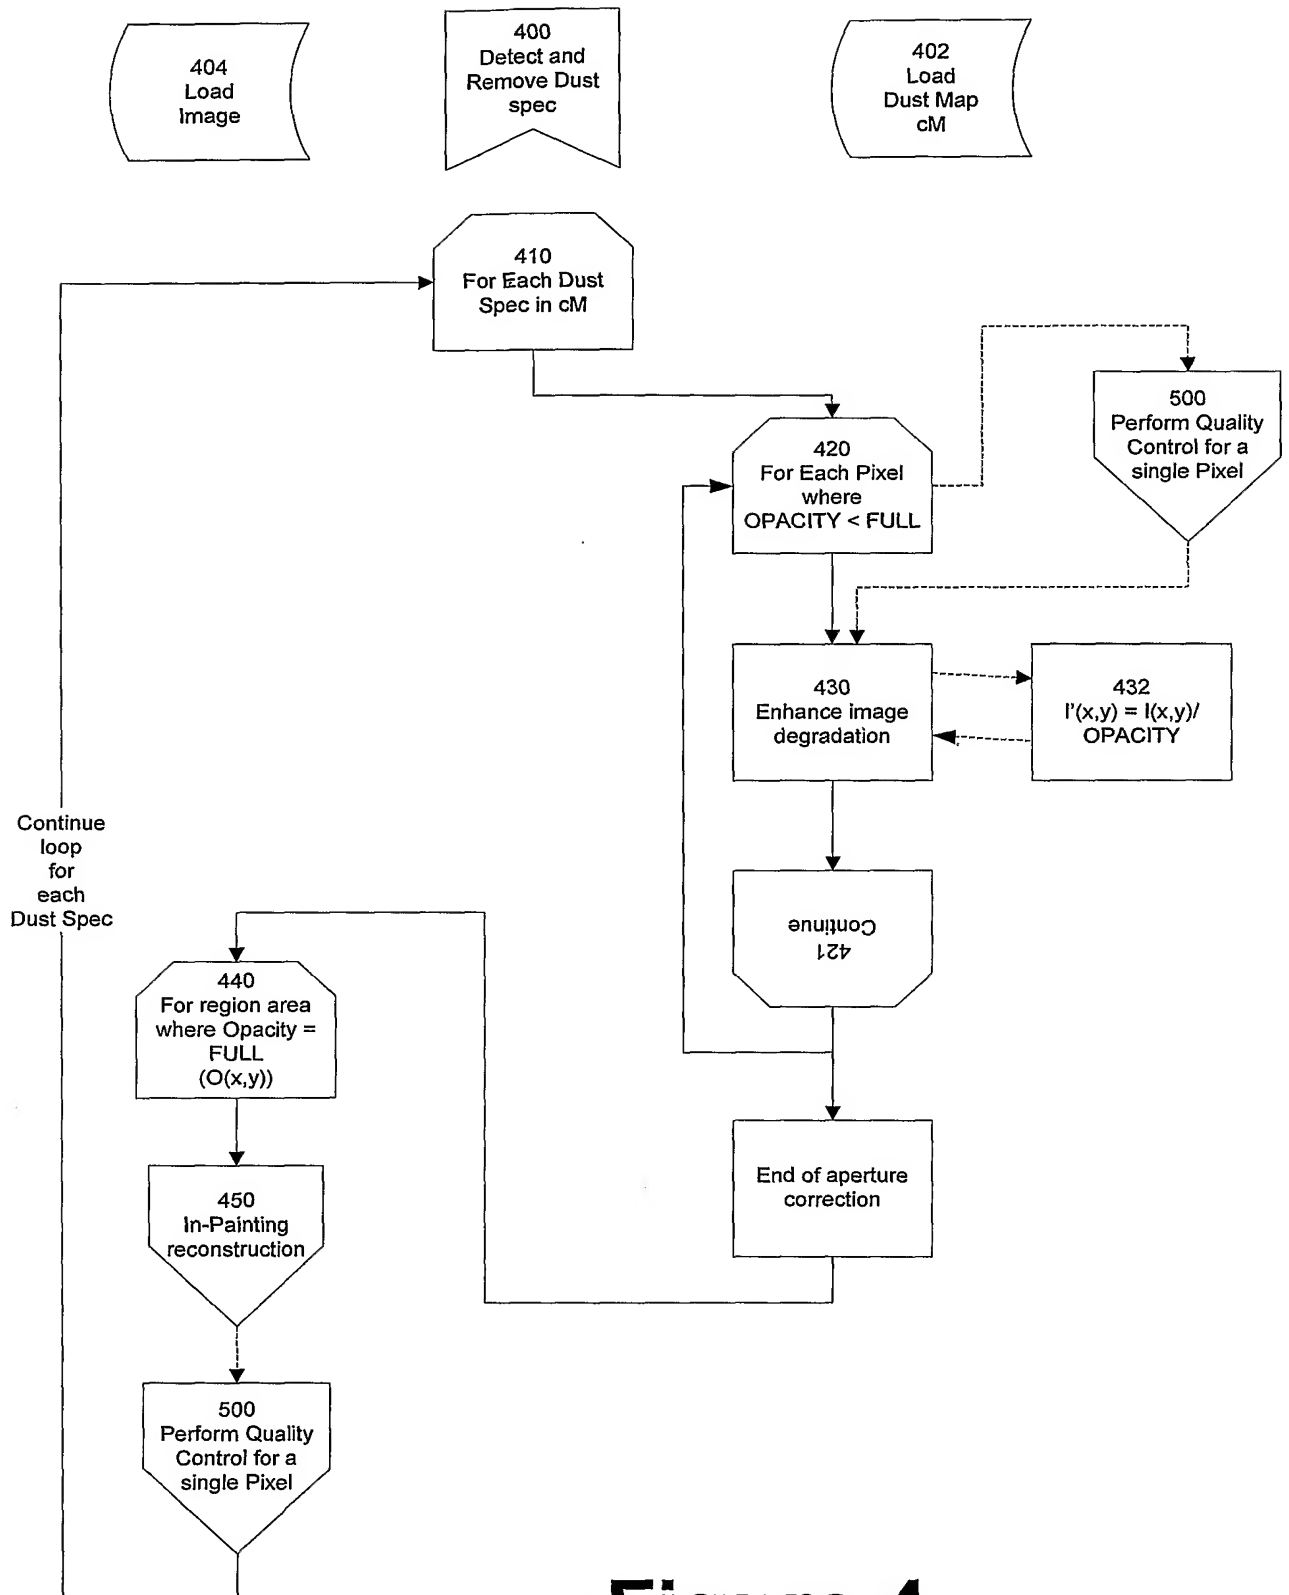 404
Load
Image
400
Detect and
Remove Dust
spec
402
Load
Dust Map
cM
410
For Each Dust
Spec in cM
500
Perform Quality
Control for a
single Pixel
420
For Each Pixel
where
OPACITY < FULL
430
Enhance image
degradation
432
I'(x,y) = I(x,y)/
OPACITY
Continue
loop
for
each
Dust Spec
421
Continue
440
For region area
where Opacity =
FULL
(O(x,y))
End of aperture
correction
450
In-Painting
reconstruction
500
Perform Quality
Control for a
single Pixel